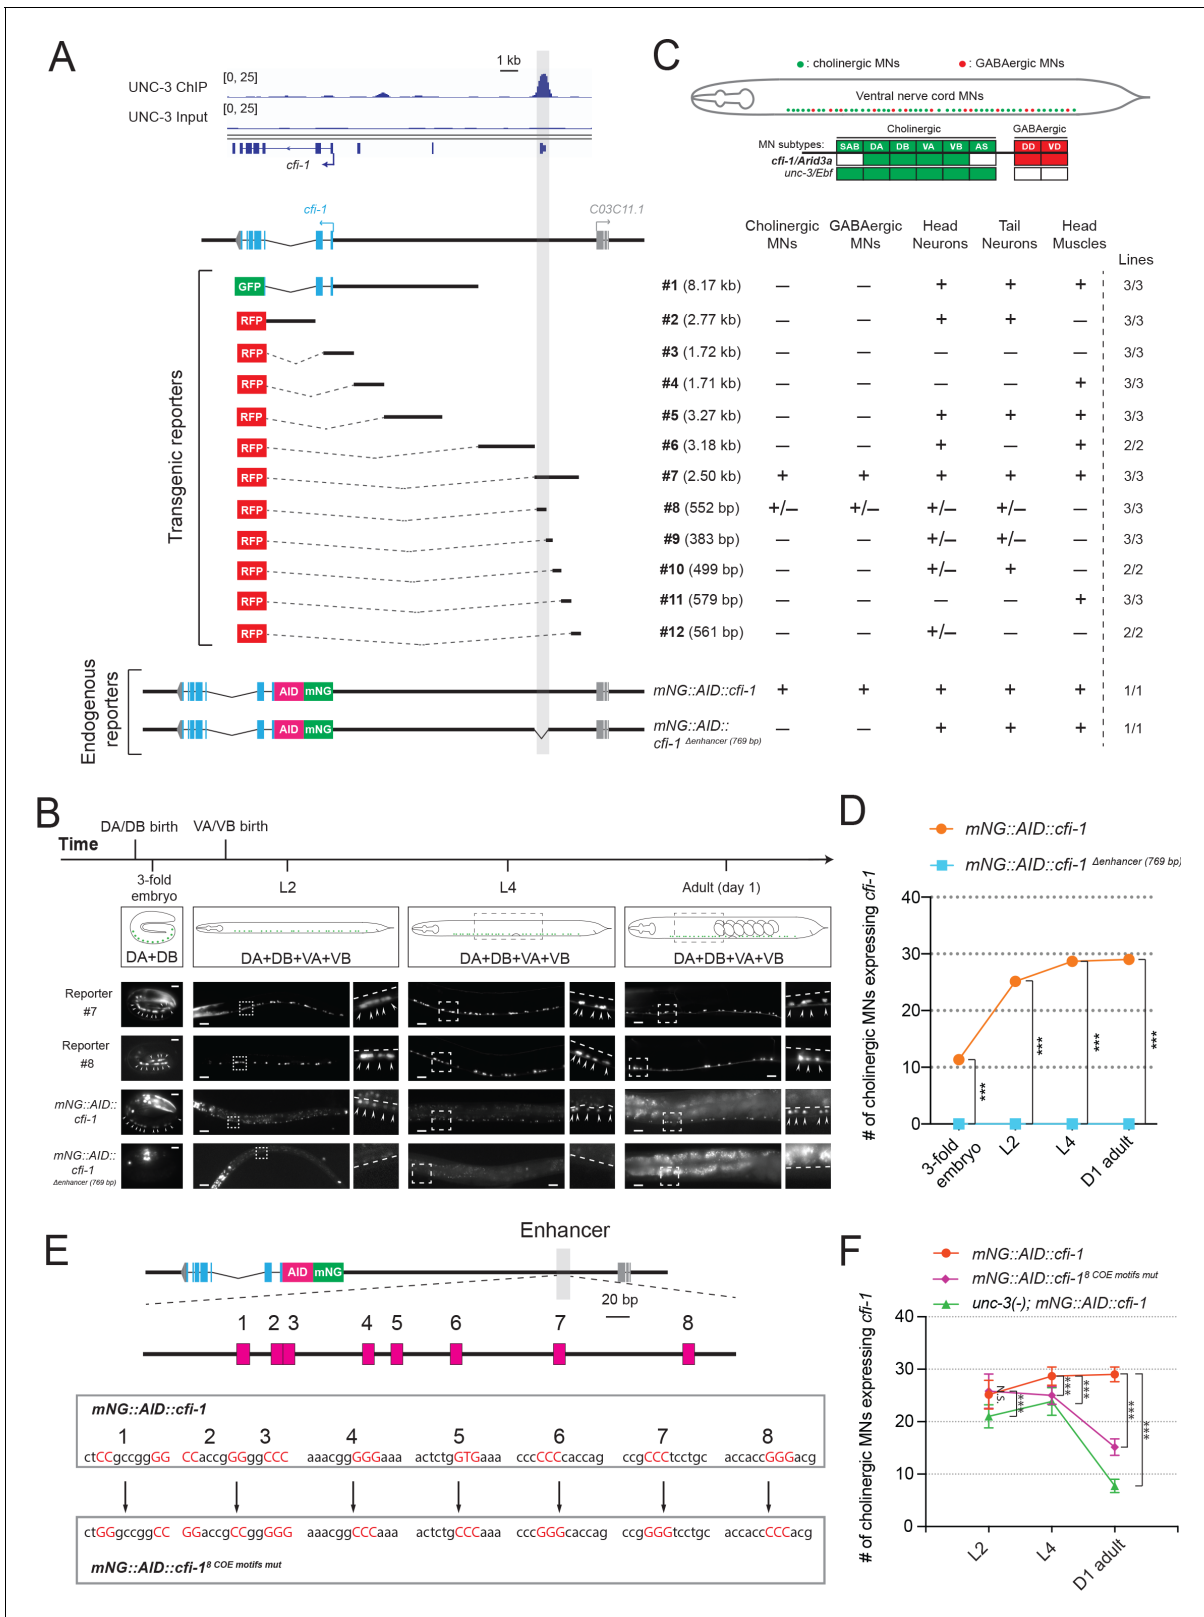 A
1 kb
UNC-3 ChIP
[0, 25]
UNC-3 Input
[0, 25]
cfi-1
cfi-1
C03C11.1
Transgenic reporters
GFP
RFP
RFP
RFP
RFP
RFP
RFP
RFP
RFP
RFP
RFP
RFP
Endogenous reporters
AID mNG
AID mNG
C
: cholinergic MNs
: GABAergic MNs
Ventral nerve cord MNs
Cholinergic
GABAergic
MN subtypes:
SAB DA DB VA VB AS DD VD
cfi-1/Arid3a
unc-3/Ebf
Cholinergic MNs
GABAergic MNs
Head Neurons
Tail Neurons
Head Muscles
Lines
#1 (8.17 kb) — — + + + 3/3
#2 (2.77 kb) — — + + — 3/3
#3 (1.72 kb) — — — — — 3/3
#4 (1.71 kb) — — — — + 3/3
#5 (3.27 kb) — — + + + 3/3
#6 (3.18 kb) — — + — + 2/2
#7 (2.50 kb) + + + + + 3/3
#8 (552 bp) +/— +/— +/— +/— — 3/3
#9 (383 bp) — — +/— +/— — 3/3
#10 (499 bp) — — +/— + — 2/2
#11 (579 bp) — — — — + 3/3
#12 (561 bp) — — +/— — — 2/2
mNG::AID::cfi-1 + + + + + 1/1
mNG::AID::
cfi-1 Δenhancer (769 bp) — — + + + 1/1
B
DA/DB birth
VA/VB birth
Time
3-fold embryo
L2
L4
Adult (day 1)
DA+DB
DA+DB+VA+VB
DA+DB+VA+VB
DA+DB+VA+VB
Reporter
#7
Reporter
#8
mNG::AID::
cfi-1
mNG::AID::
cfi-1
Δenhancer (769 bp)
D
mNG::AID::cfi-1
mNG::AID::cfi-1 Δenhancer (769 bp)
# of cholinergic MNs expressing cfi-1
40
30
20
10
0
***
***
***
***
3-fold embryo
L2
L4
D1 adult
E
Enhancer
AID mNG
20 bp
1 2 3 4 5 6 7 8
mNG::AID::cfi-1
1 2 3 4 5 6 7 8
ctCCgccggGG CCaccgGGggCCC aaacggGGGaaa actctgGTGaaa cccCCCcaccag ccgCCCtcctgc accaccGGGacg
ctGGgccggCC GGaccgCCggGGG aaacggCCCaaa actctgCCCaaa cccGGGcaccag ccgGGGtcctgc accaccCCCacg
mNG::AID::cfi-1 8 COE motifs mut
F
mNG::AID::cfi-1
mNG::AID::cfi-1 8 COE motifs mut
unc-3(-); mNG::AID::cfi-1
# of cholinergic MNs expressing cfi-1
40
30
20
10
0
N.s.
***
***
***
***
***
L2
L4
D1 adult